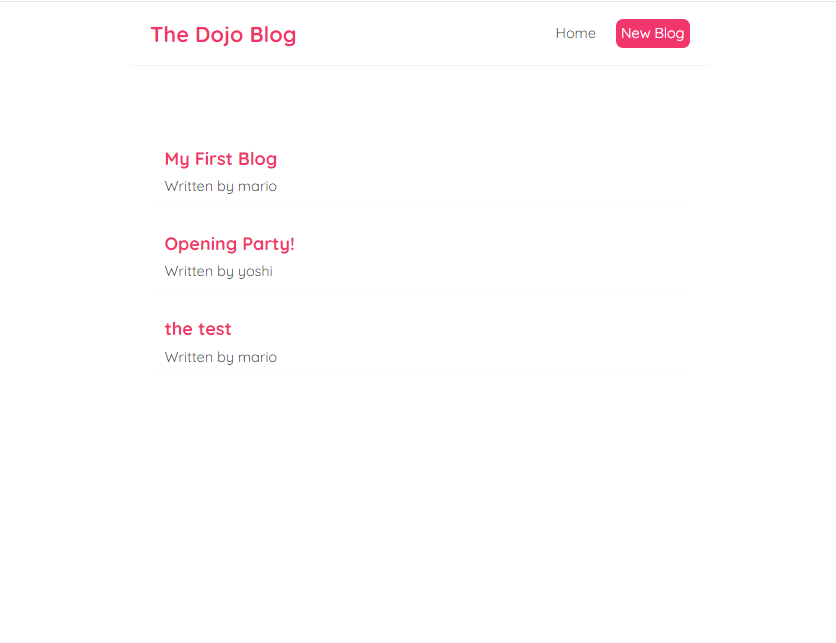 The Dojo Blog
Home
New Blog
My First Blog
Written by mario
Opening Party!
Written by yoshi
the test
Written by mario